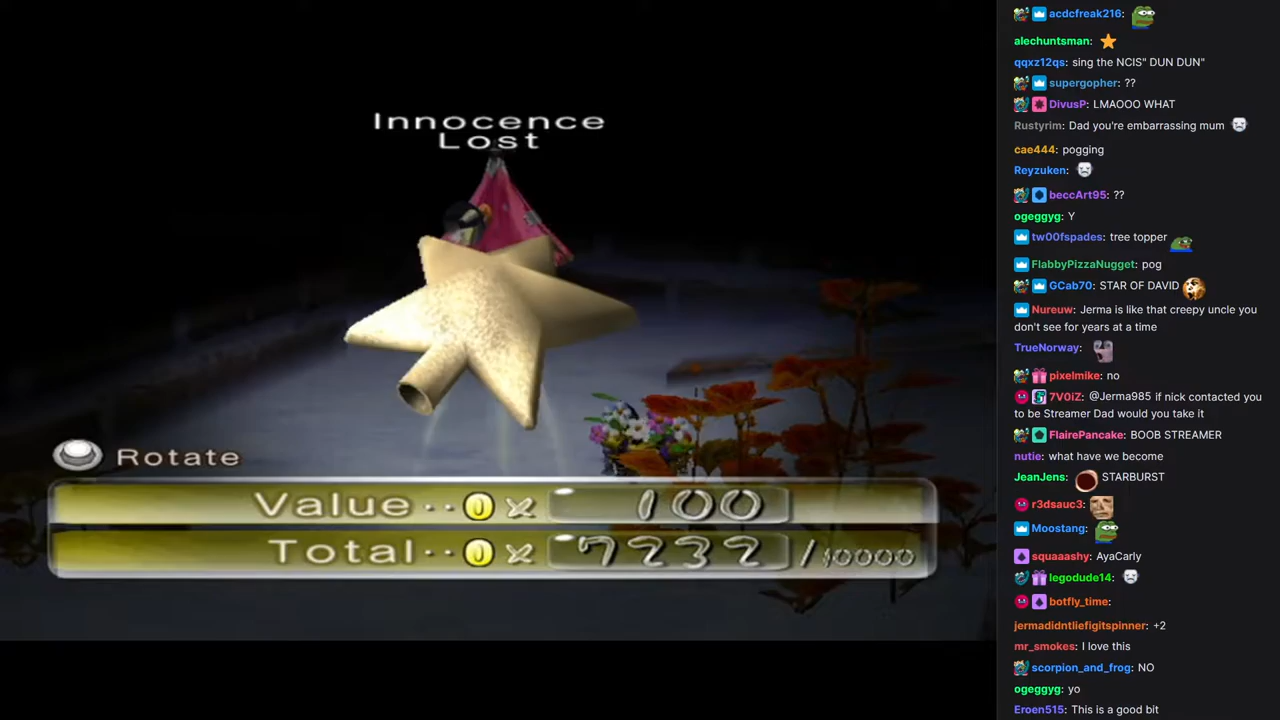 Innocence
Lost
Rotate
Value ·· 0 × 100
Total ·· 0 × 7232 / 10000
acdcfreak216:
alechuntsman:
qqxz12qs: sing the NCIS" DUN DUN"
supergopher: ??
DivusP: LMAOOO WHAT
Rustyrim: Dad you're embarrassing mum
cae444: pogging
Reyzuken:
beccArt95: ??
ogeggyg: Y
tw00fspades: tree topper
FlabbyPizzaNugget: pog
GCab70: STAR OF DAVID
Nureuw: Jerma is like that creepy uncle you
don't see for years at a time
TrueNorway:
pixelmike: no
7V0iZ: @Jerma985 if nick contacted you
to be Streamer Dad would you take it
FlairePancake: BOOB STREAMER
nutie: what have we become
JeanJens: STARBURST
r3dsauc3:
Moostang:
squaaashy: AyaCarly
legodude14:
botfly_time:
jermadidntliefigitspinner: +2
mr_smokes: I love this
scorpion_and_frog: NO
ogeggyg: yo
Eroen515: This is a good bit